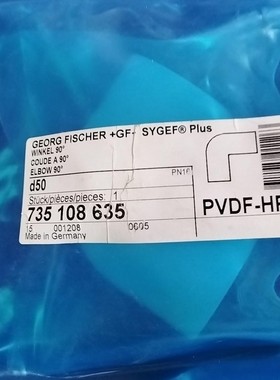 GEORG FISCHER +GF+ SYGEF® Plus
WINKEL 90°
COUDE A 90°
ELBOW 90°
d50 PN16
Stück/pièces/pieces: 1
735 108 635 PVDF-HP
15 001208 0605
Made in Germany